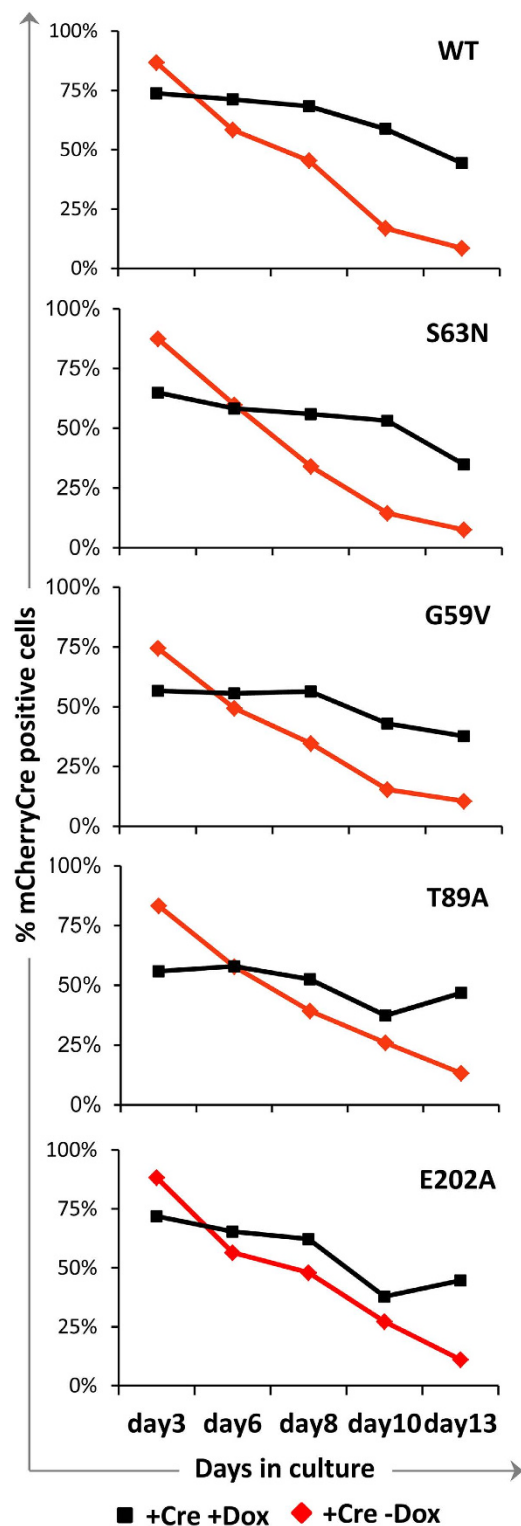 WT
100%
75%
50%
25%
0%
S63N
100%
75%
50%
25%
0%
G59V
100%
75%
50%
25%
0%
T89A
100%
75%
50%
25%
0%
E202A
100%
75%
50%
25%
0%
% mCherryCre positive cells
day3 day6 day8 day10 day13
Days in culture
+Cre +Dox +Cre -Dox